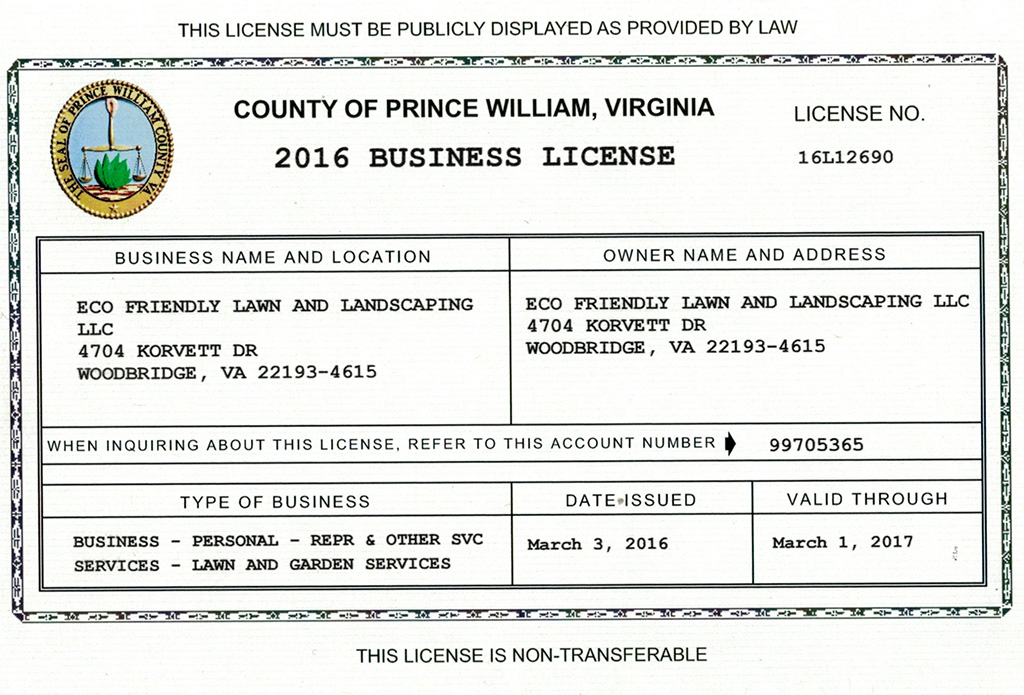 THIS LICENSE MUST BE PUBLICLY DISPLAYED AS PROVIDED BY LAW
THE SEAL OF PRINCE WILLIAM COUNTY VA
COUNTY OF PRINCE WILLIAM, VIRGINIA
2016 BUSINESS LICENSE
LICENSE NO.
16L12690
BUSINESS NAME AND LOCATION
ECO FRIENDLY LAWN AND LANDSCAPING
LLC
4704 KORVETT DR
WOODBRIDGE, VA 22193-4615
OWNER NAME AND ADDRESS
ECO FRIENDLY LAWN AND LANDSCAPING LLC
4704 KORVETT DR
WOODBRIDGE, VA 22193-4615
WHEN INQUIRING ABOUT THIS LICENSE, REFER TO THIS ACCOUNT NUMBER 99705365
TYPE OF BUSINESS
BUSINESS - PERSONAL - REPR & OTHER SVC
SERVICES - LAWN AND GARDEN SERVICES
DATE ISSUED
March 3, 2016
VALID THROUGH
March 1, 2017
THIS LICENSE IS NON-TRANSFERABLE